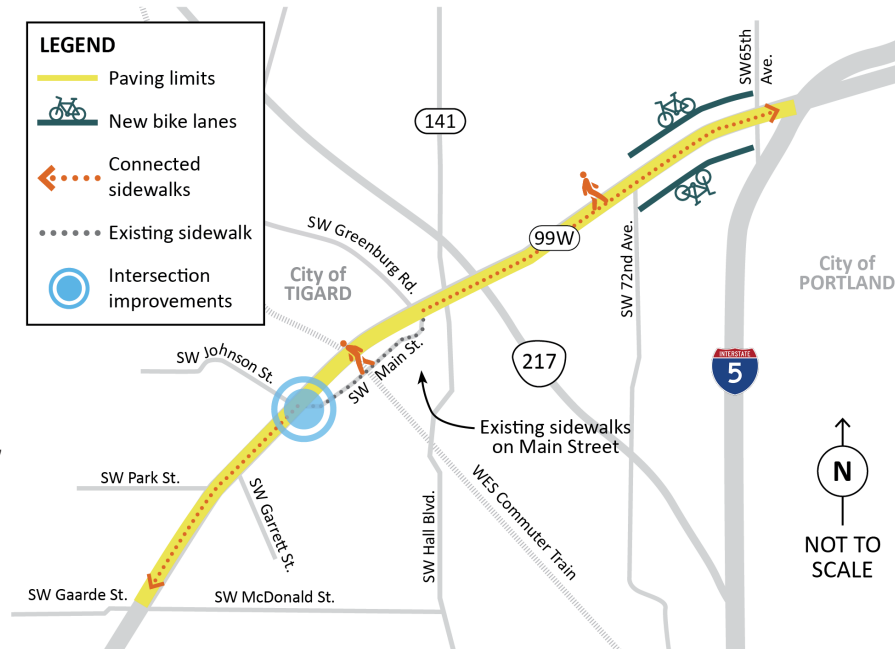 LEGEND
Paving limits
New bike lanes
Connected
sidewalks
Existing sidewalk
Intersection
improvements
SW65th
Ave.
141
99W
SW Greenburg Rd.
City of
TIGARD
SW 72nd Ave.
City of
PORTLAND
SW Johnson St.
SW Main St.
217
INTERSTATE
5
Existing sidewalks
on Main Street
SW Park St.
SW Garrett St.
SW Hall Blvd.
WES Commuter Train
N
NOT TO
SCALE
SW Gaarde St.
SW McDonald St.